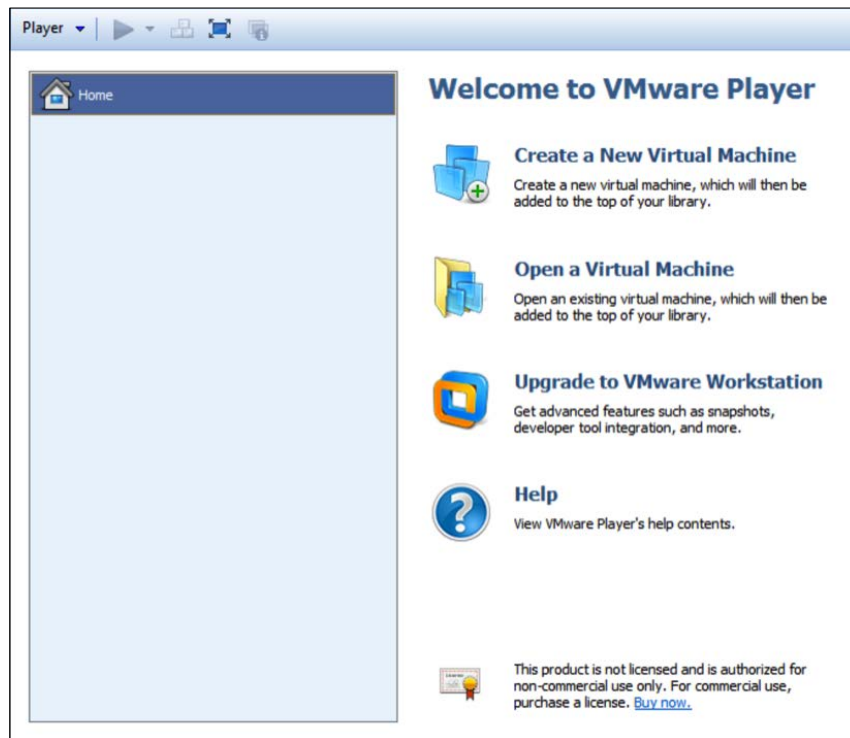 Player
Home
Welcome to VMware Player
Create a New Virtual Machine
Create a new virtual machine, which will then be
added to the top of your library.
Open a Virtual Machine
Open an existing virtual machine, which will then be
added to the top of your library.
Upgrade to VMware Workstation
Get advanced features such as snapshots,
developer tool integration, and more.
Help
View VMware Player's help contents.
This product is not licensed and is authorized for
non-commercial use only. For commercial use,
purchase a license. Buy now.